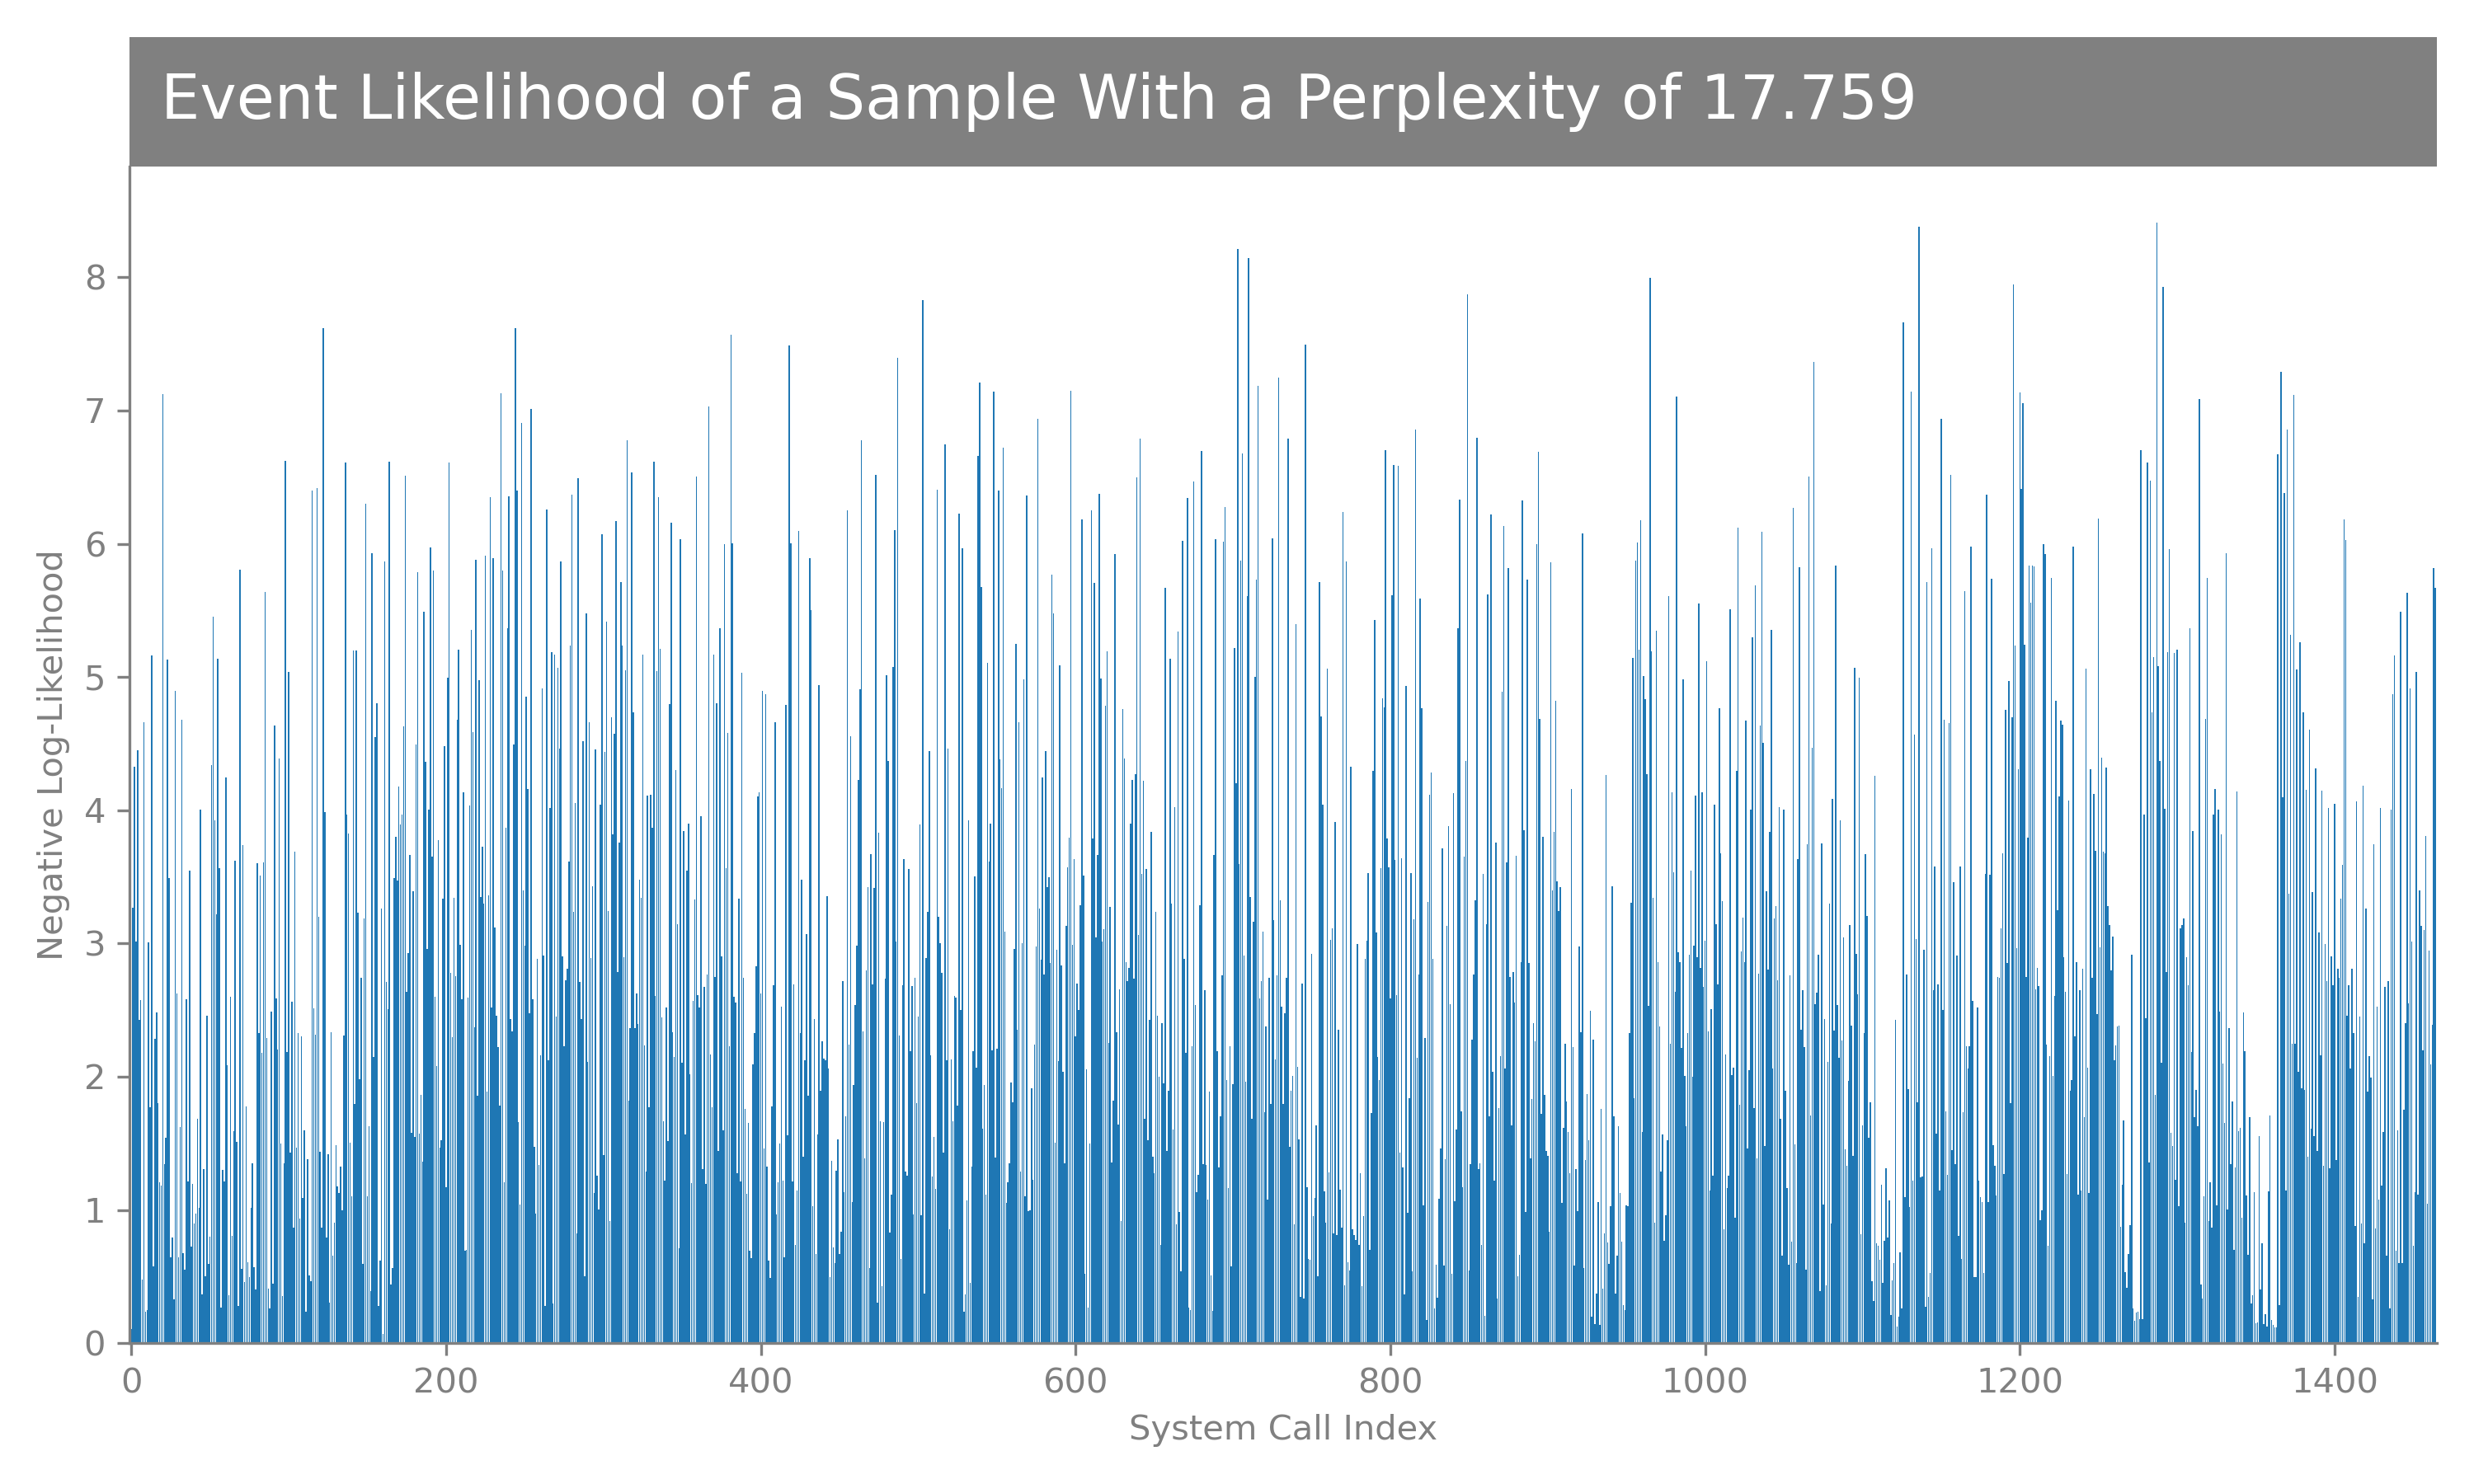 Event Likelihood of a Sample With a Perplexity of 17.759
Negative Log-Likelihood
8
7
6
5
4
3
2
1
0
0 200 400 600 800 1000 1200 1400
System Call Index